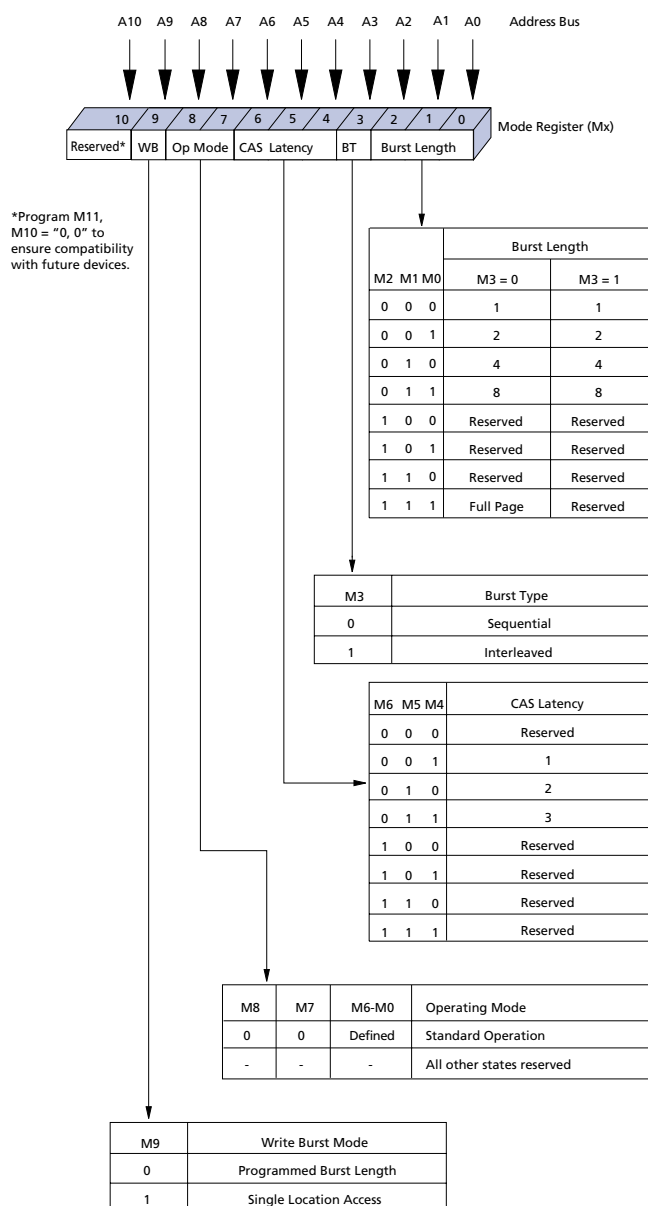 A10 A9 A8 A7 A6 A5 A4 A3 A2 A1 A0 Address Bus
10 9 8 7 6 5 4 3 2 1 0
Mode Register (Mx)
Reserved* WB Op Mode CAS Latency BT Burst Length
*Program M11,
M10 = “0, 0” to
ensure compatibility
with future devices.
Burst Length
M2 M1 M0 M3 = 0 M3 = 1
0 0 0 1 1
0 0 1 2 2
0 1 0 4 4
0 1 1 8 8
1 0 0 Reserved Reserved
1 0 1 Reserved Reserved
1 1 0 Reserved Reserved
1 1 1 Full Page Reserved
M3 Burst Type
0 Sequential
1 Interleaved
M6 M5 M4 CAS Latency
0 0 0 Reserved
0 0 1 1
0 1 0 2
0 1 1 3
1 0 0 Reserved
1 0 1 Reserved
1 1 0 Reserved
1 1 1 Reserved
M8 M7 M6-M0 Operating Mode
0 0 Defined Standard Operation
- - - All other states reserved
M9 Write Burst Mode
0 Programmed Burst Length
1 Single Location Access